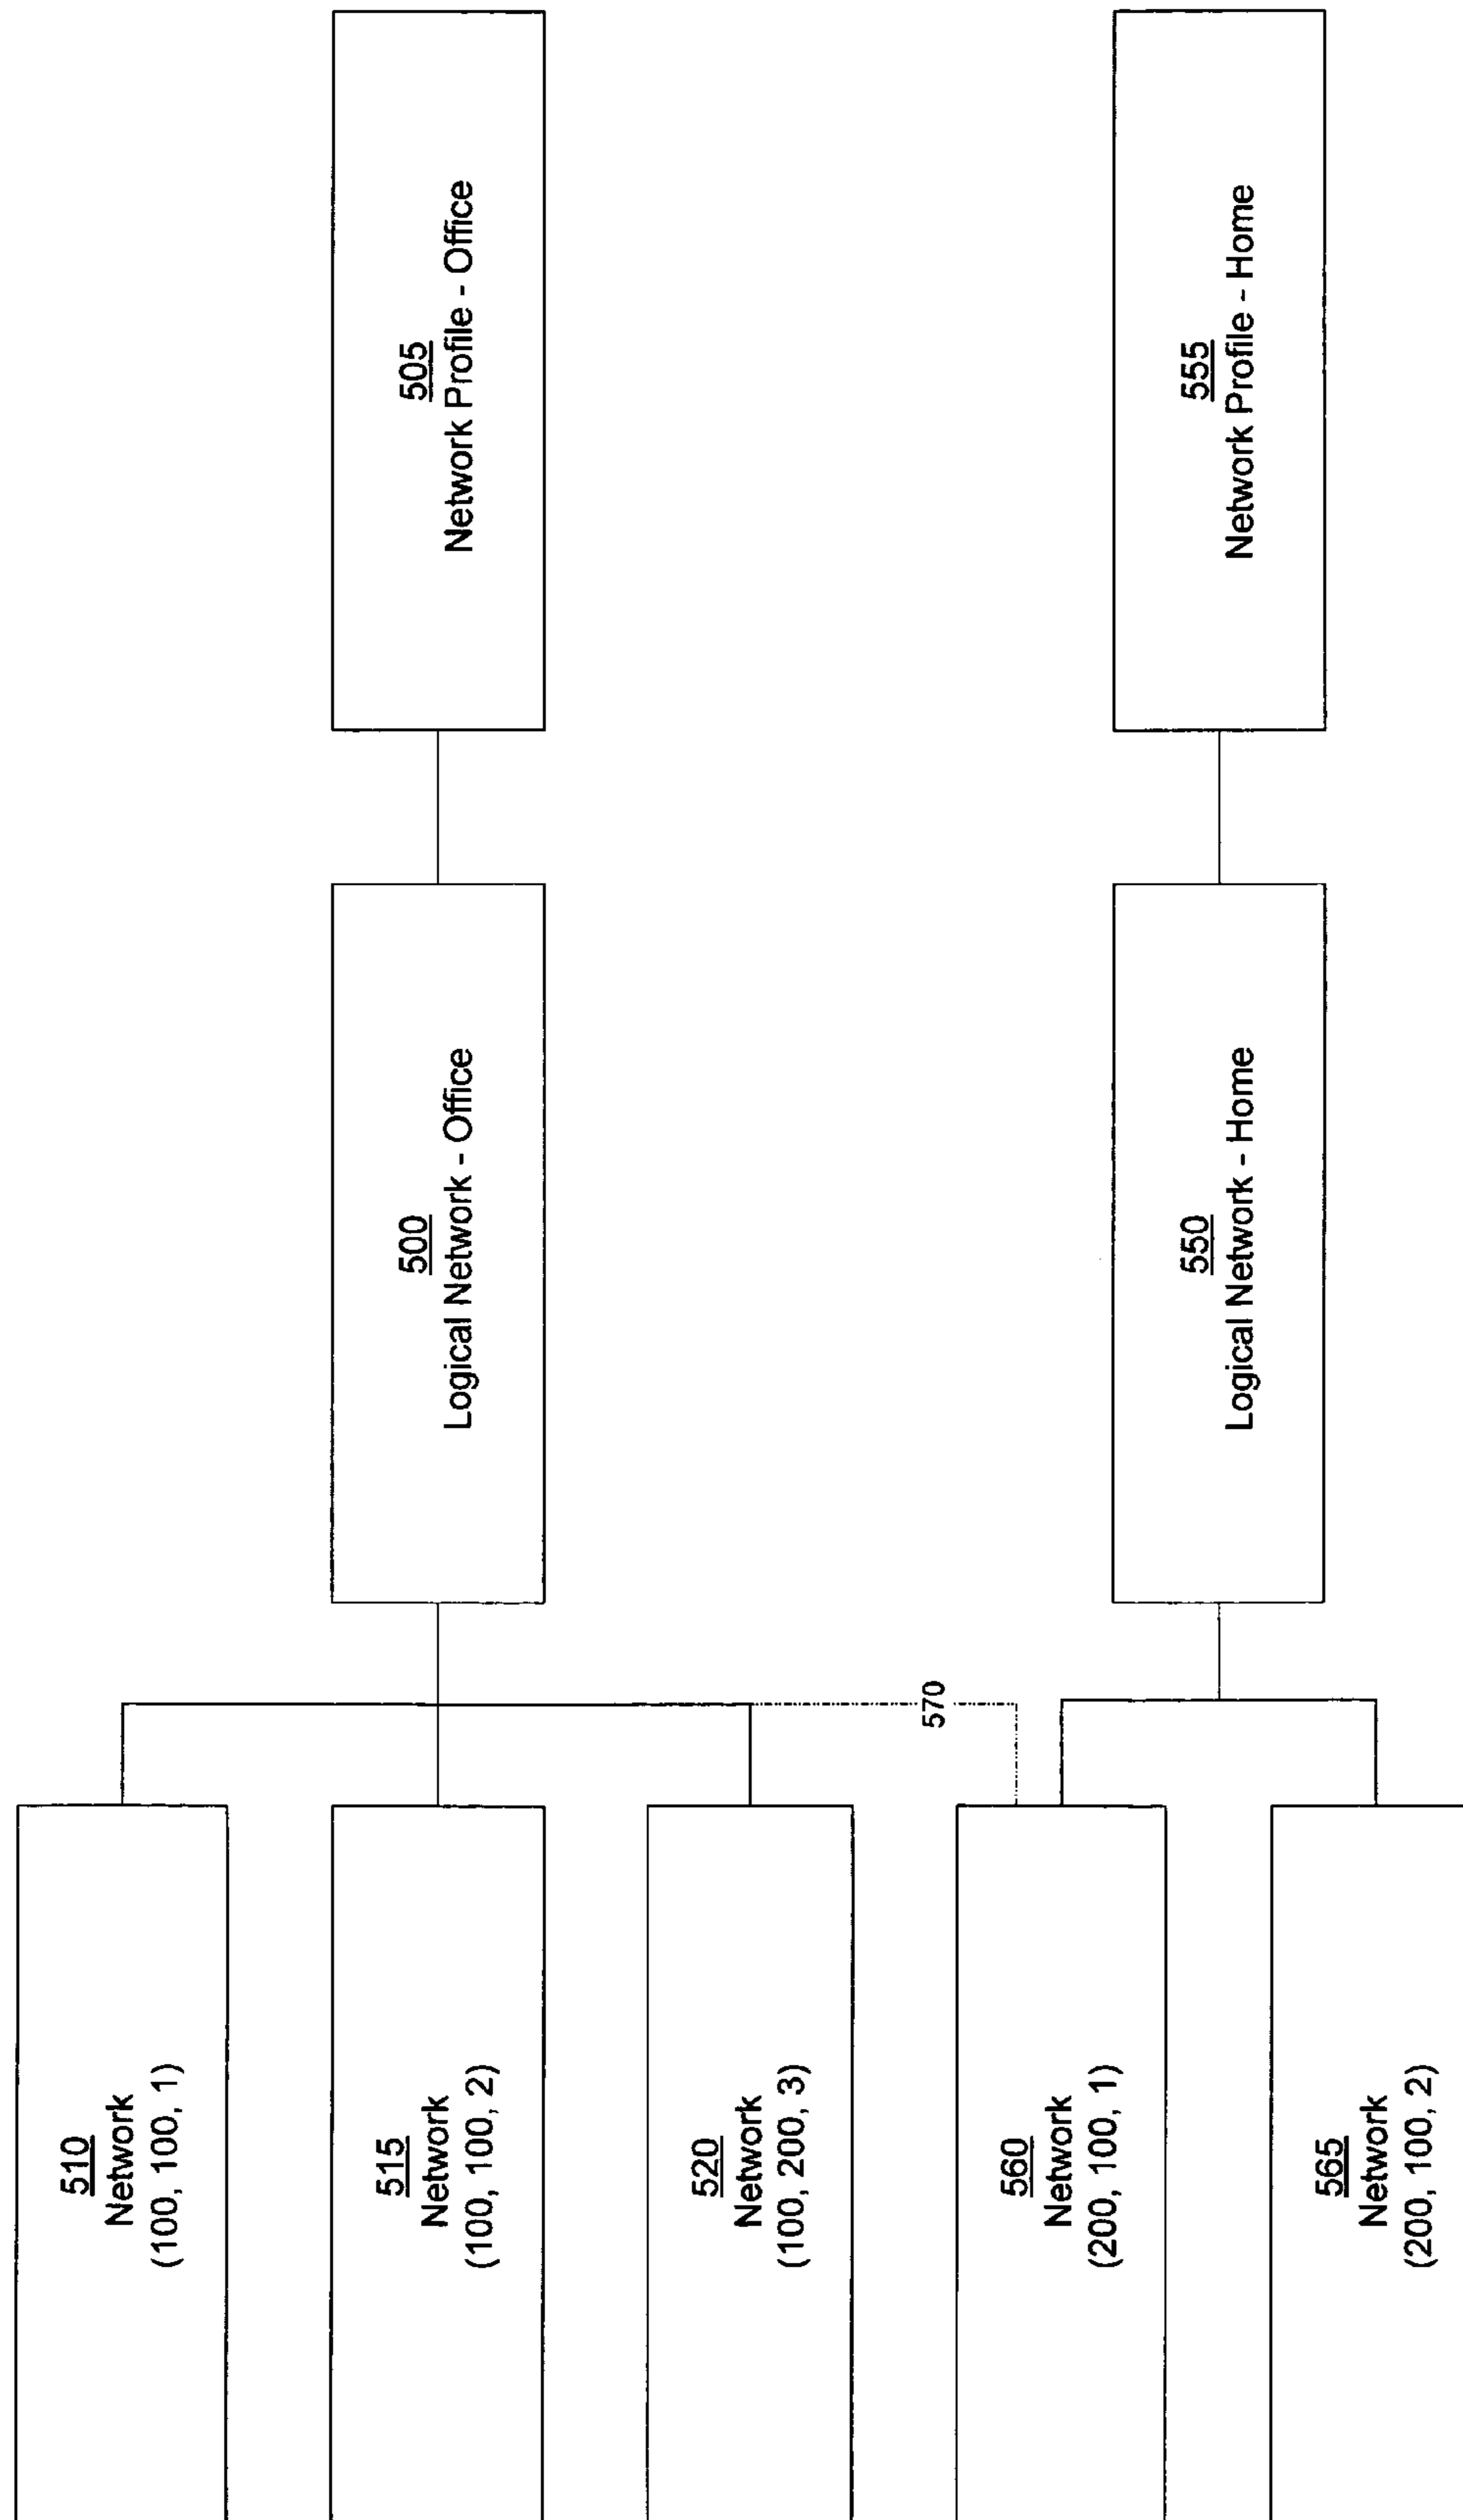 510
Network
(100, 100, 1)
515
Network
(100, 100, 2)
520
Network
(100, 200, 3)
560
Network
(200, 100, 1)
565
Network
(200, 100, 2)
570
500
Logical Network - Office
550
Logical Network - Home
505
Network Profile - Office
555
Network Profile - Home